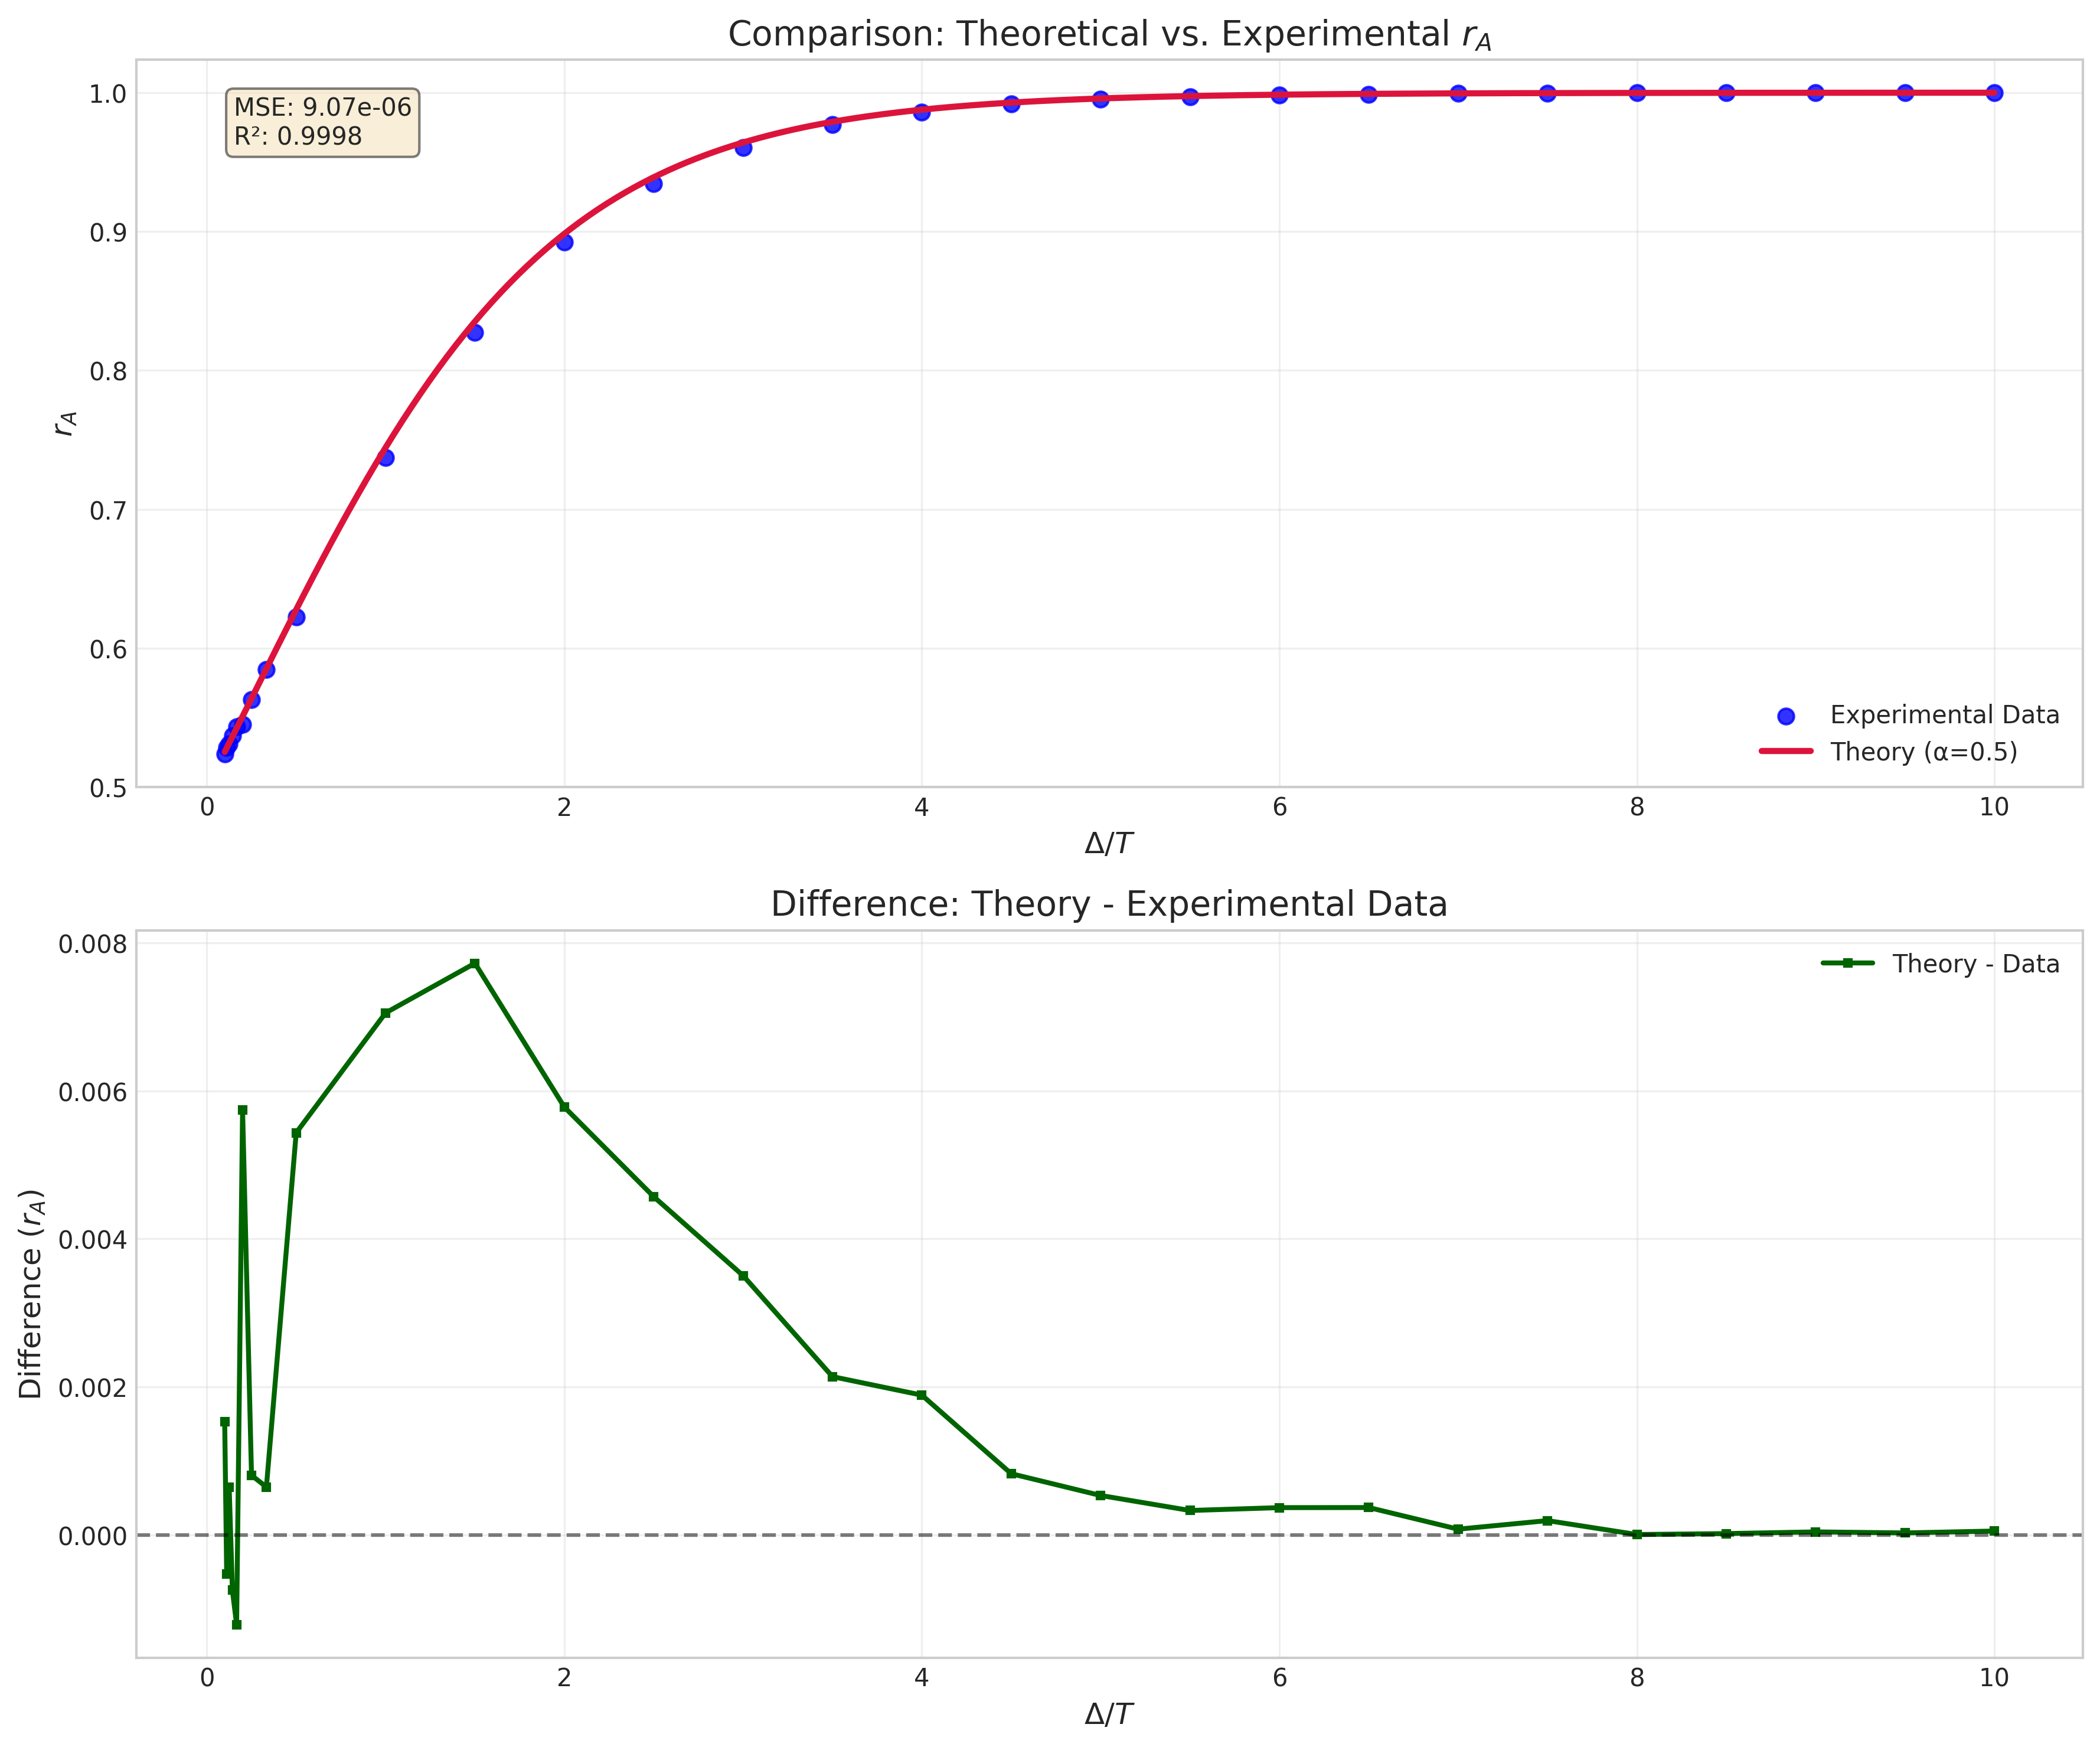 Comparison: Theoretical vs. Experimental r_A
MSE: 9.07e-06
R²: 0.9998
1.0
0.9
0.8
0.7
0.6
0.5
r_A
Experimental Data
Theory (α=0.5)
0 2 4 6 8 10
Δ/T
Difference: Theory - Experimental Data
Theory - Data
0.008
0.006
0.004
0.002
0.000
Difference (r_A)
0 2 4 6 8 10
Δ/T